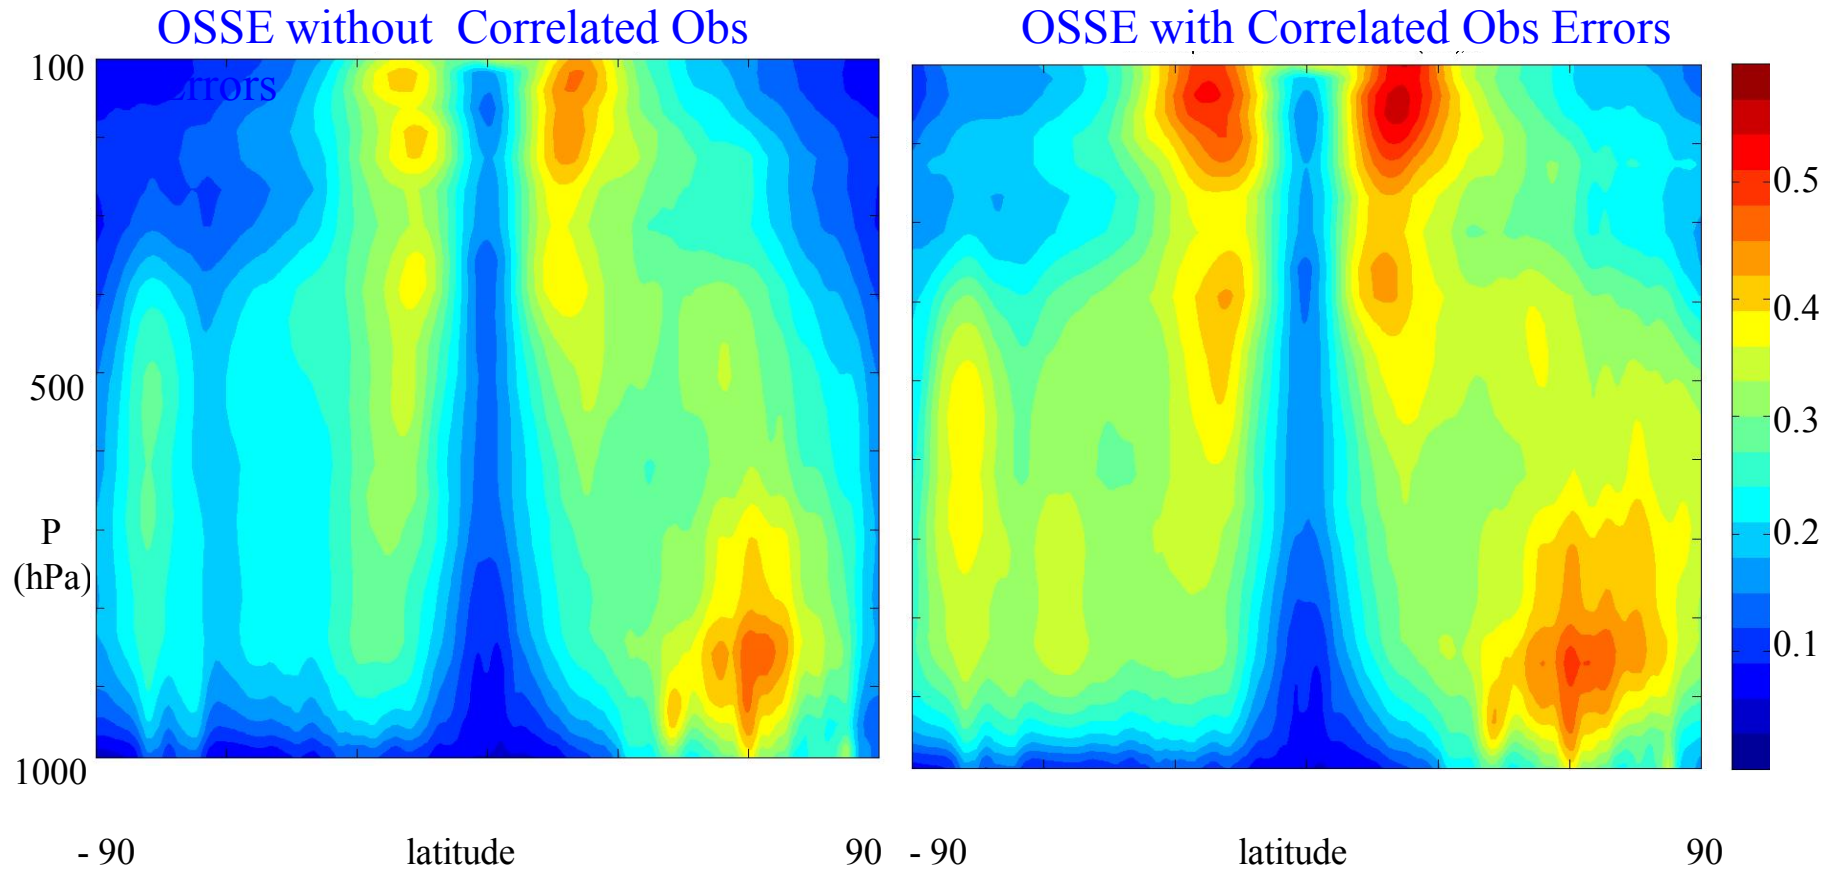 OSSE without Correlated Obs
Errors
OSSE with Correlated Obs Errors
100
500
P
(hPa)
1000
- 90
latitude
90
- 90
latitude
90
0.5
0.4
0.3
0.2
0.1